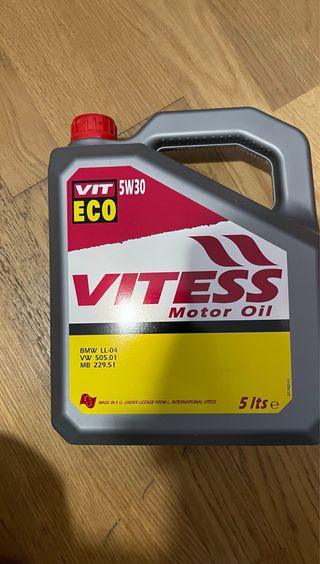 VIT 5W30
ECO
VITESS
Motor Oil
BMW LL-04
VW 505.01
MB 229.51
MADE IN E.U. UNDER LICENSE FROM L. INTERNATIONAL VITESS
5 lts e